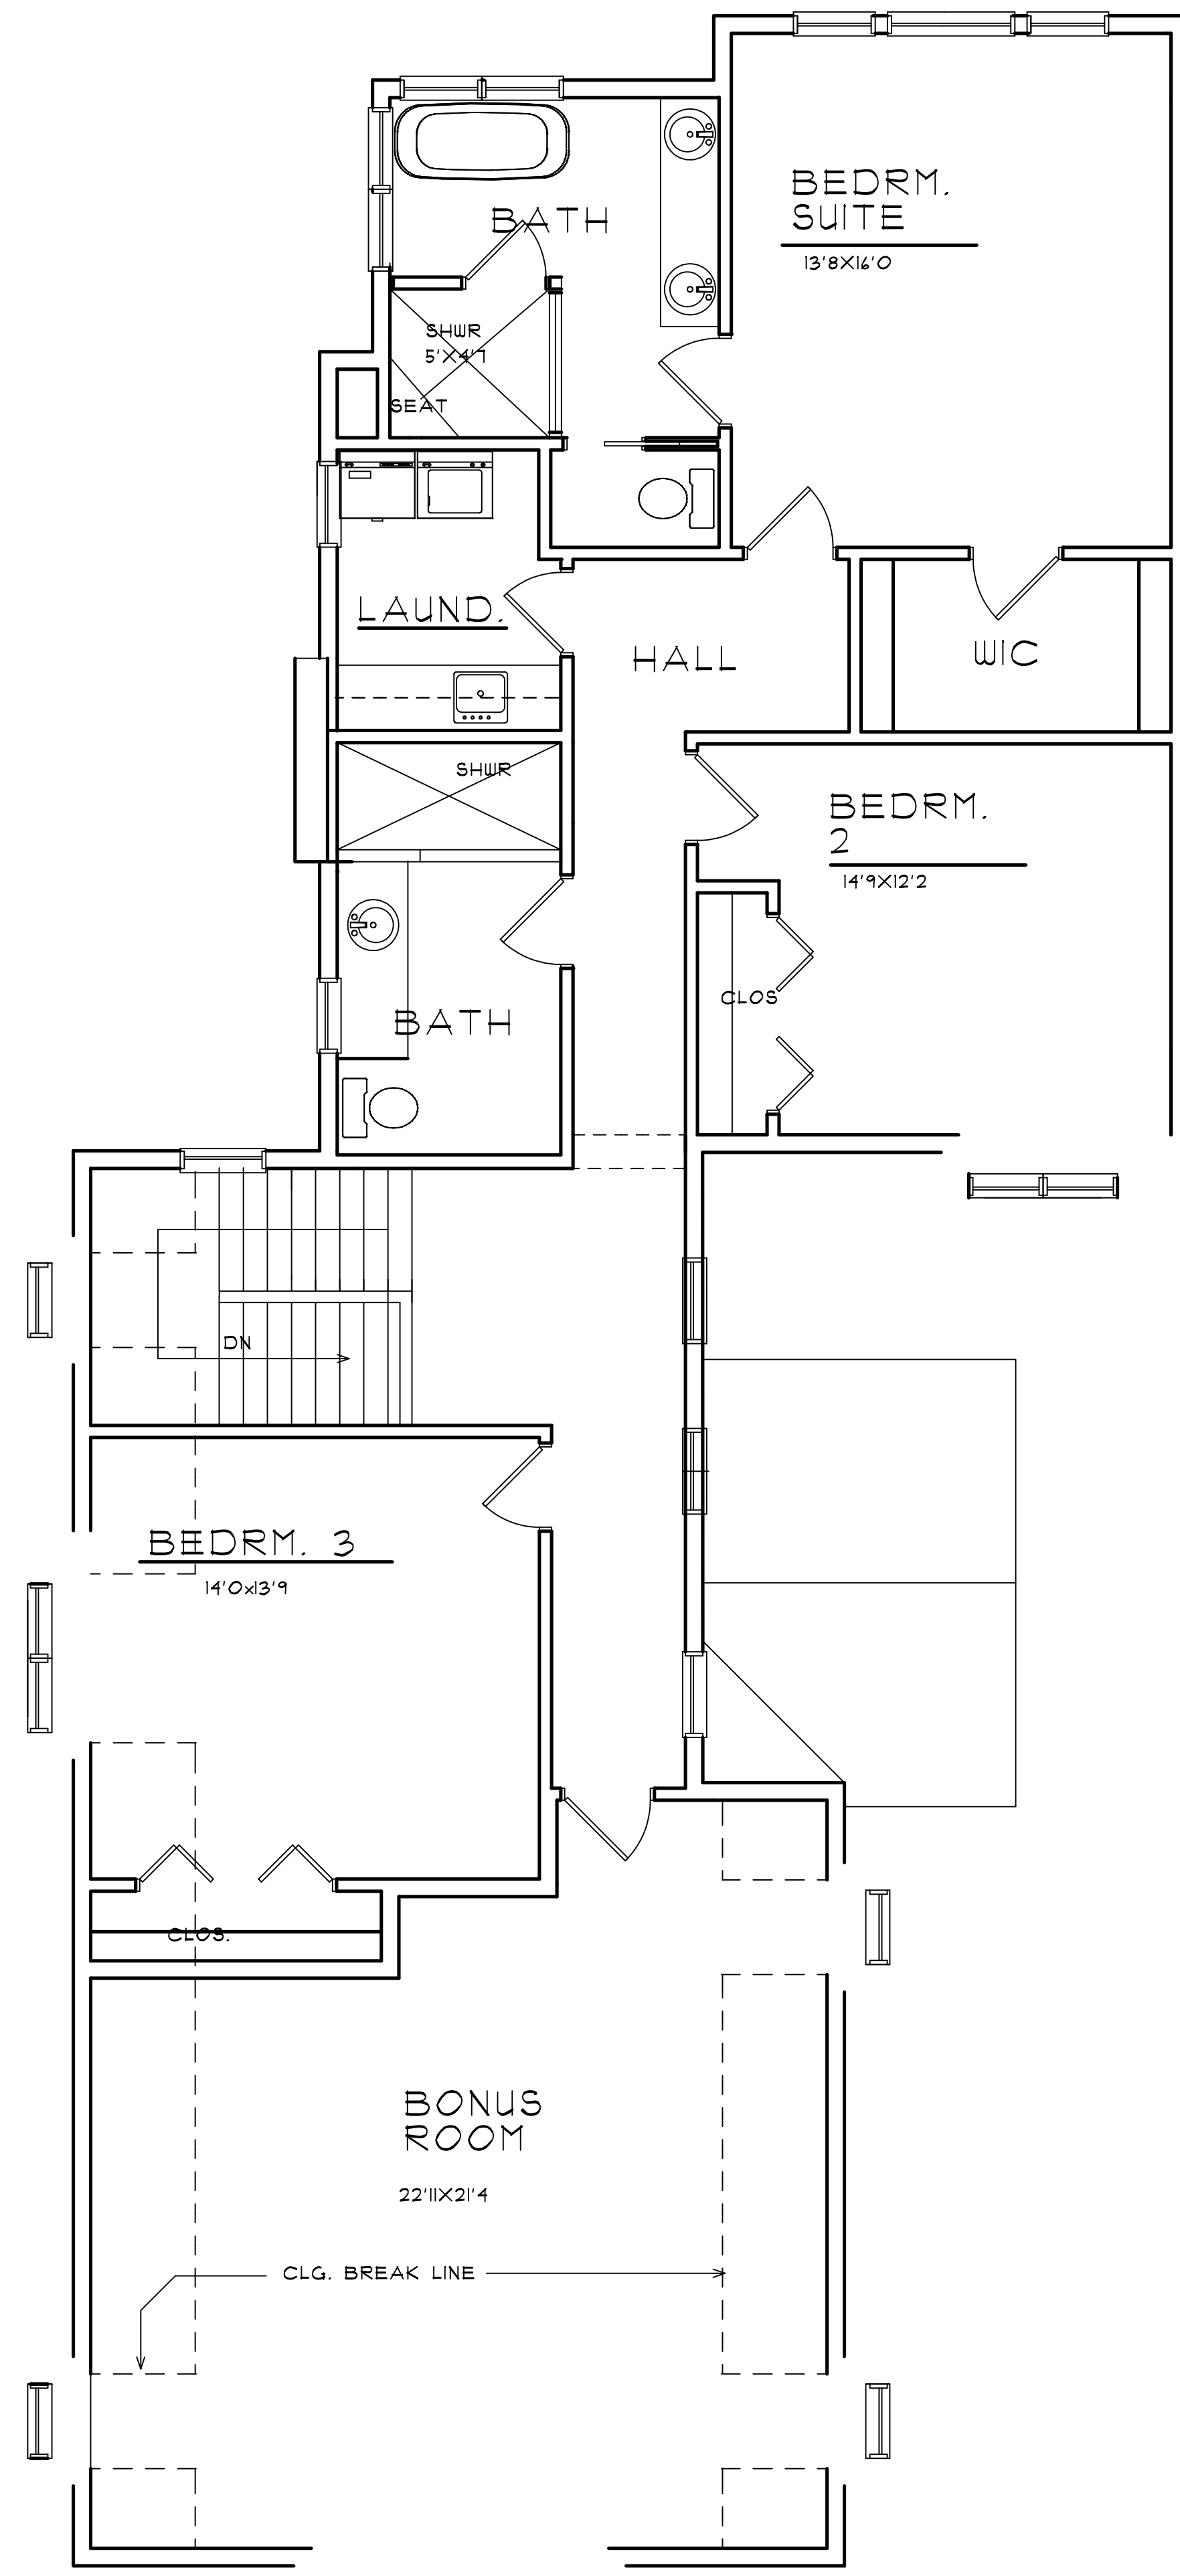 BEDRM.
SUITE
13'8X16'0
BATH
SHWR
5'X4'7
SEAT
LAUND.
HALL
WIC
SHWR
BEDRM.
2
14'9X12'2
CLOS
BATH
DN
BEDRM. 3
14'0x13'9
CLOS.
BONUS
ROOM
22'11X21'4
CLG. BREAK LINE